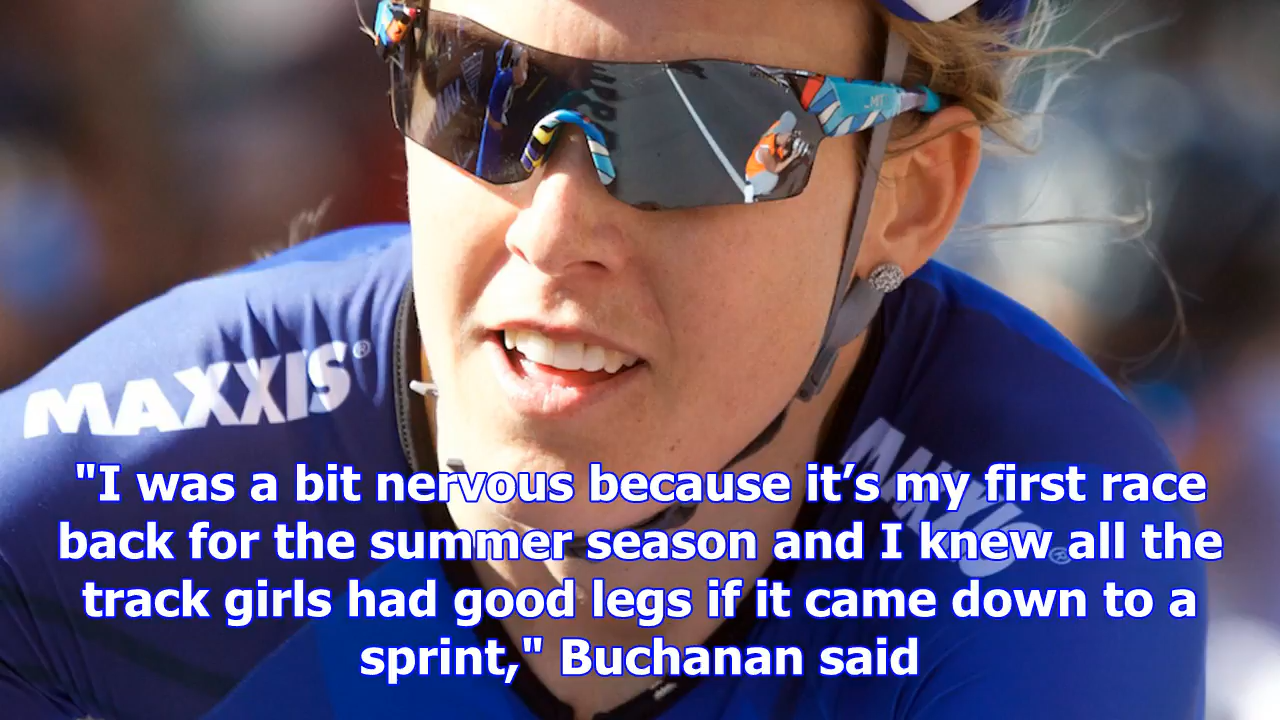 MAXXIS®
MAXXIS®
"I was a bit nervous because it’s my first race
back for the summer season and I knew all the
track girls had good legs if it came down to a
sprint," Buchanan said